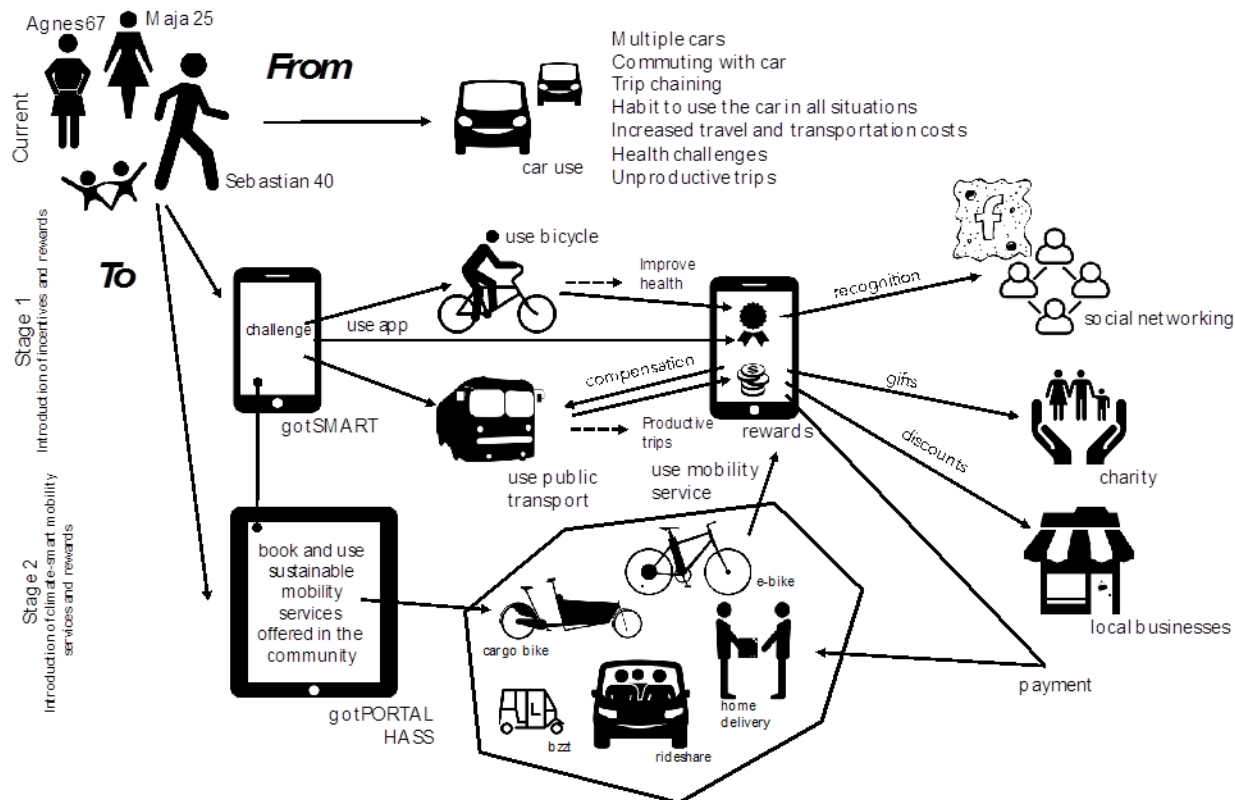 Agnes67
Maja 25
Current
From
Multiple cars
Commuting with car
Trip chaining
Habit to use the car in all situations
Increased travel and transportation costs
Health challenges
Unproductive trips
car use
Sebastian 40
To
Stage 1
Introduction of incentives and rewards
challenge
gotSMART
use bicycle
use app
Improve
health
compensation
Productive
trips
use public
transport
$
rewards
recognition
f
social networking
gifts
charity
discounts
local businesses
use mobility
service
Stage 2
Introduction of climate-smart mobility
services and rewards
book and use
sustainable
mobility
services
offered in the
community
gotPORTAL
HASS
e-bike
cargo bike
L
bzzt
rideshare
home
delivery
payment